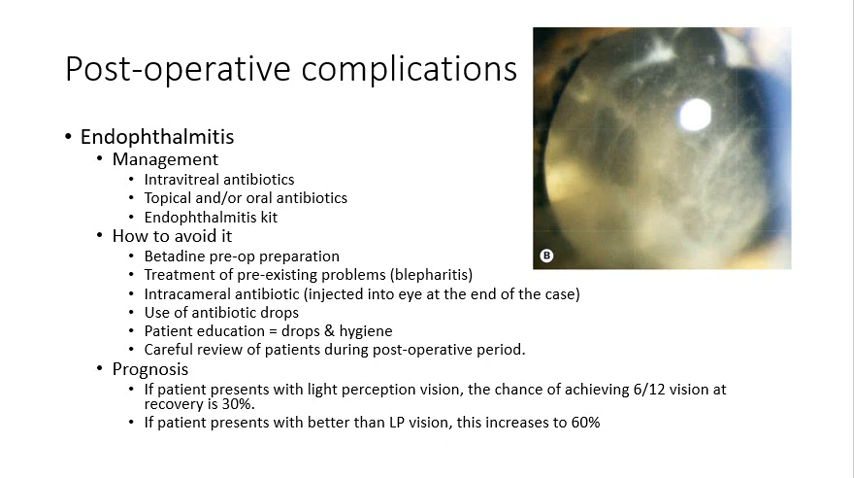 Post-operative complications
• Endophthalmitis
• Management
• Intravitreal antibiotics
• Topical and/or oral antibiotics
• Endophthalmitis kit
• How to avoid it
• Betadine pre-op preparation
• Treatment of pre-existing problems (blepharitis)
• Intracameral antibiotic (injected into eye at the end of the case)
• Use of antibiotic drops
• Patient education = drops & hygiene
• Careful review of patients during post-operative period.
• Prognosis
• If patient presents with light perception vision, the chance of achieving 6/12 vision at
recovery is 30%.
• If patient presents with better than LP vision, this increases to 60%
B